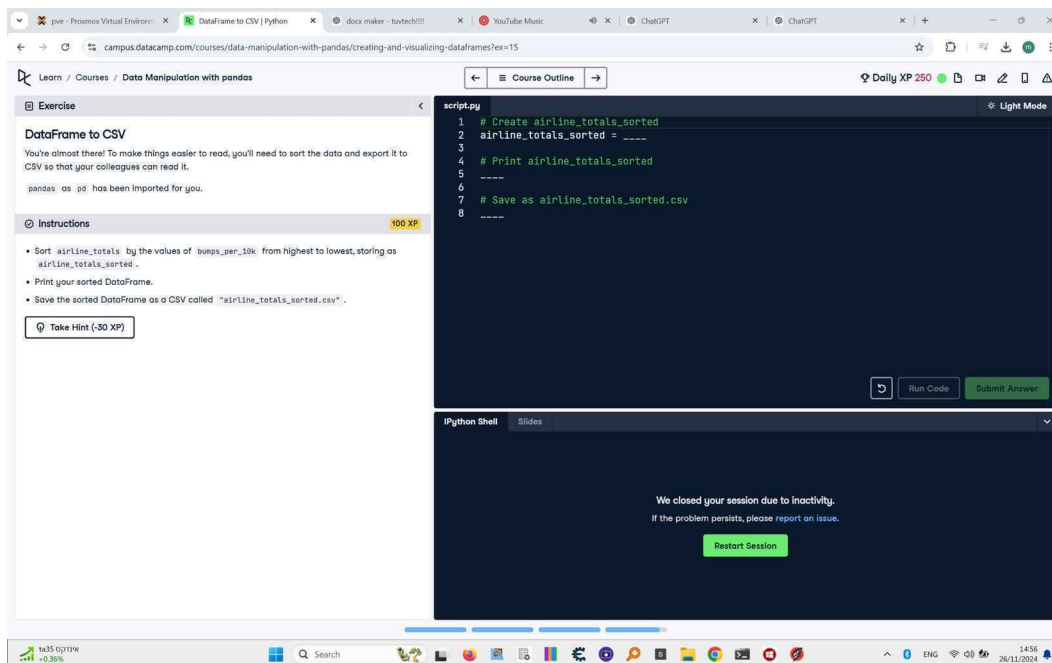 pve - Proxmox Virtual Environ
DataFrame to CSV | Python
docx maker - tuvtech!!!!
YouTube Music
ChatGPT
ChatGPT
campus.datacamp.com/courses/data-manipulation-with-pandas/creating-and-visualizing-dataframes?ex=15
Learn / Courses / Data Manipulation with pandas
Course Outline
Daily XP 250
Exercise
DataFrame to CSV
You're almost there! To make things easier to read, you'll need to sort the data and export it to
CSV so that your colleagues can read it.
pandas as pd has been imported for you.
Instructions
100 XP
• Sort airline_totals by the values of bumps_per_10k from highest to lowest, storing as
airline_totals_sorted .
• Print your sorted DataFrame.
• Save the sorted DataFrame as a CSV called "airline_totals_sorted.csv" .
Take Hint (-30 XP)
script.py
Light Mode
1 # Create airline_totals_sorted
2 airline_totals_sorted = ____
3
4 # Print airline_totals_sorted
5 ____
6
7 # Save as airline_totals_sorted.csv
8 ____
Run Code
Submit Answer
IPython Shell
Slides
We closed your session due to inactivity.
If the problem persists, please report an issue.
Restart Session
אינדקס ta35
+0.36%
Search
ENG
14:56
26/11/2024